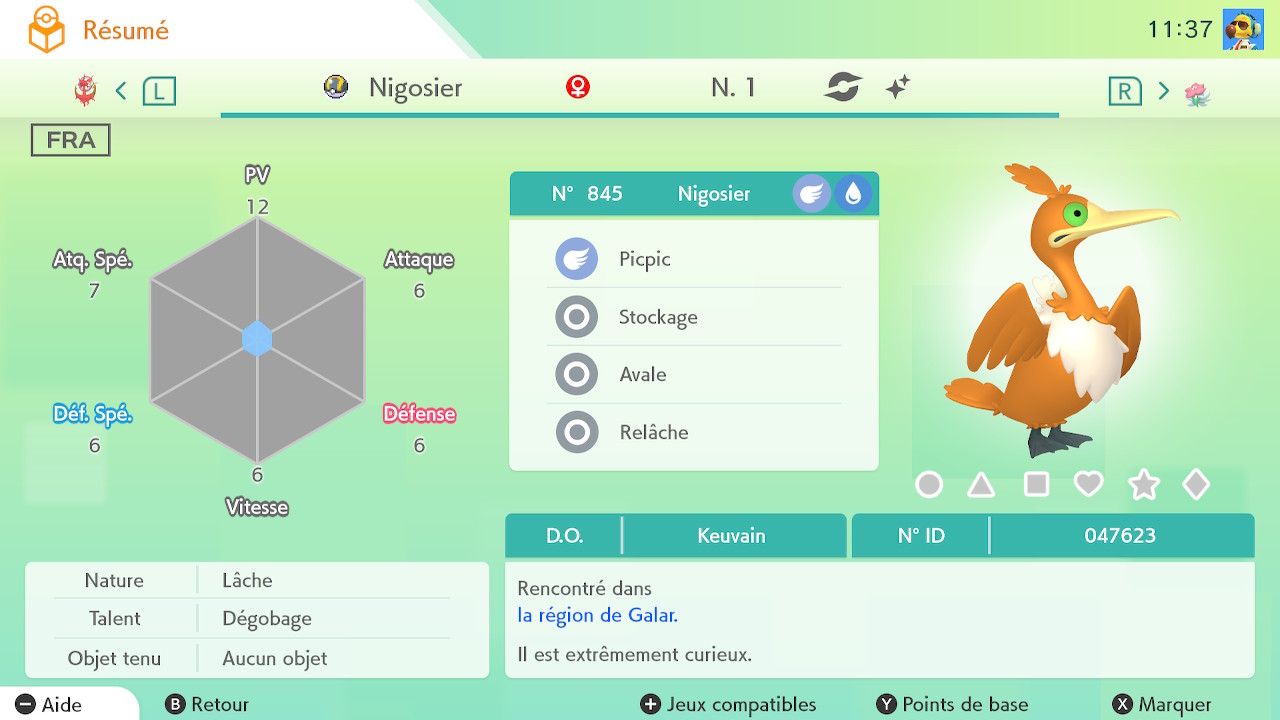 Résumé
11:37
L
Nigosier
N. 1
R
FRA
PV
12
Atq. Spé.
7
Attaque
6
Déf. Spé.
6
Défense
6
6
Vitesse
N° 845 Nigosier
Picpic
Stockage
Avale
Relâche
D.O. Keuvain
N° ID 047623
Nature Lâche
Talent Dégobage
Objet tenu Aucun objet
Rencontré dans
la région de Galar.
Il est extrêmement curieux.
Aide
B Retour
Jeux compatibles
Y Points de base
X Marquer